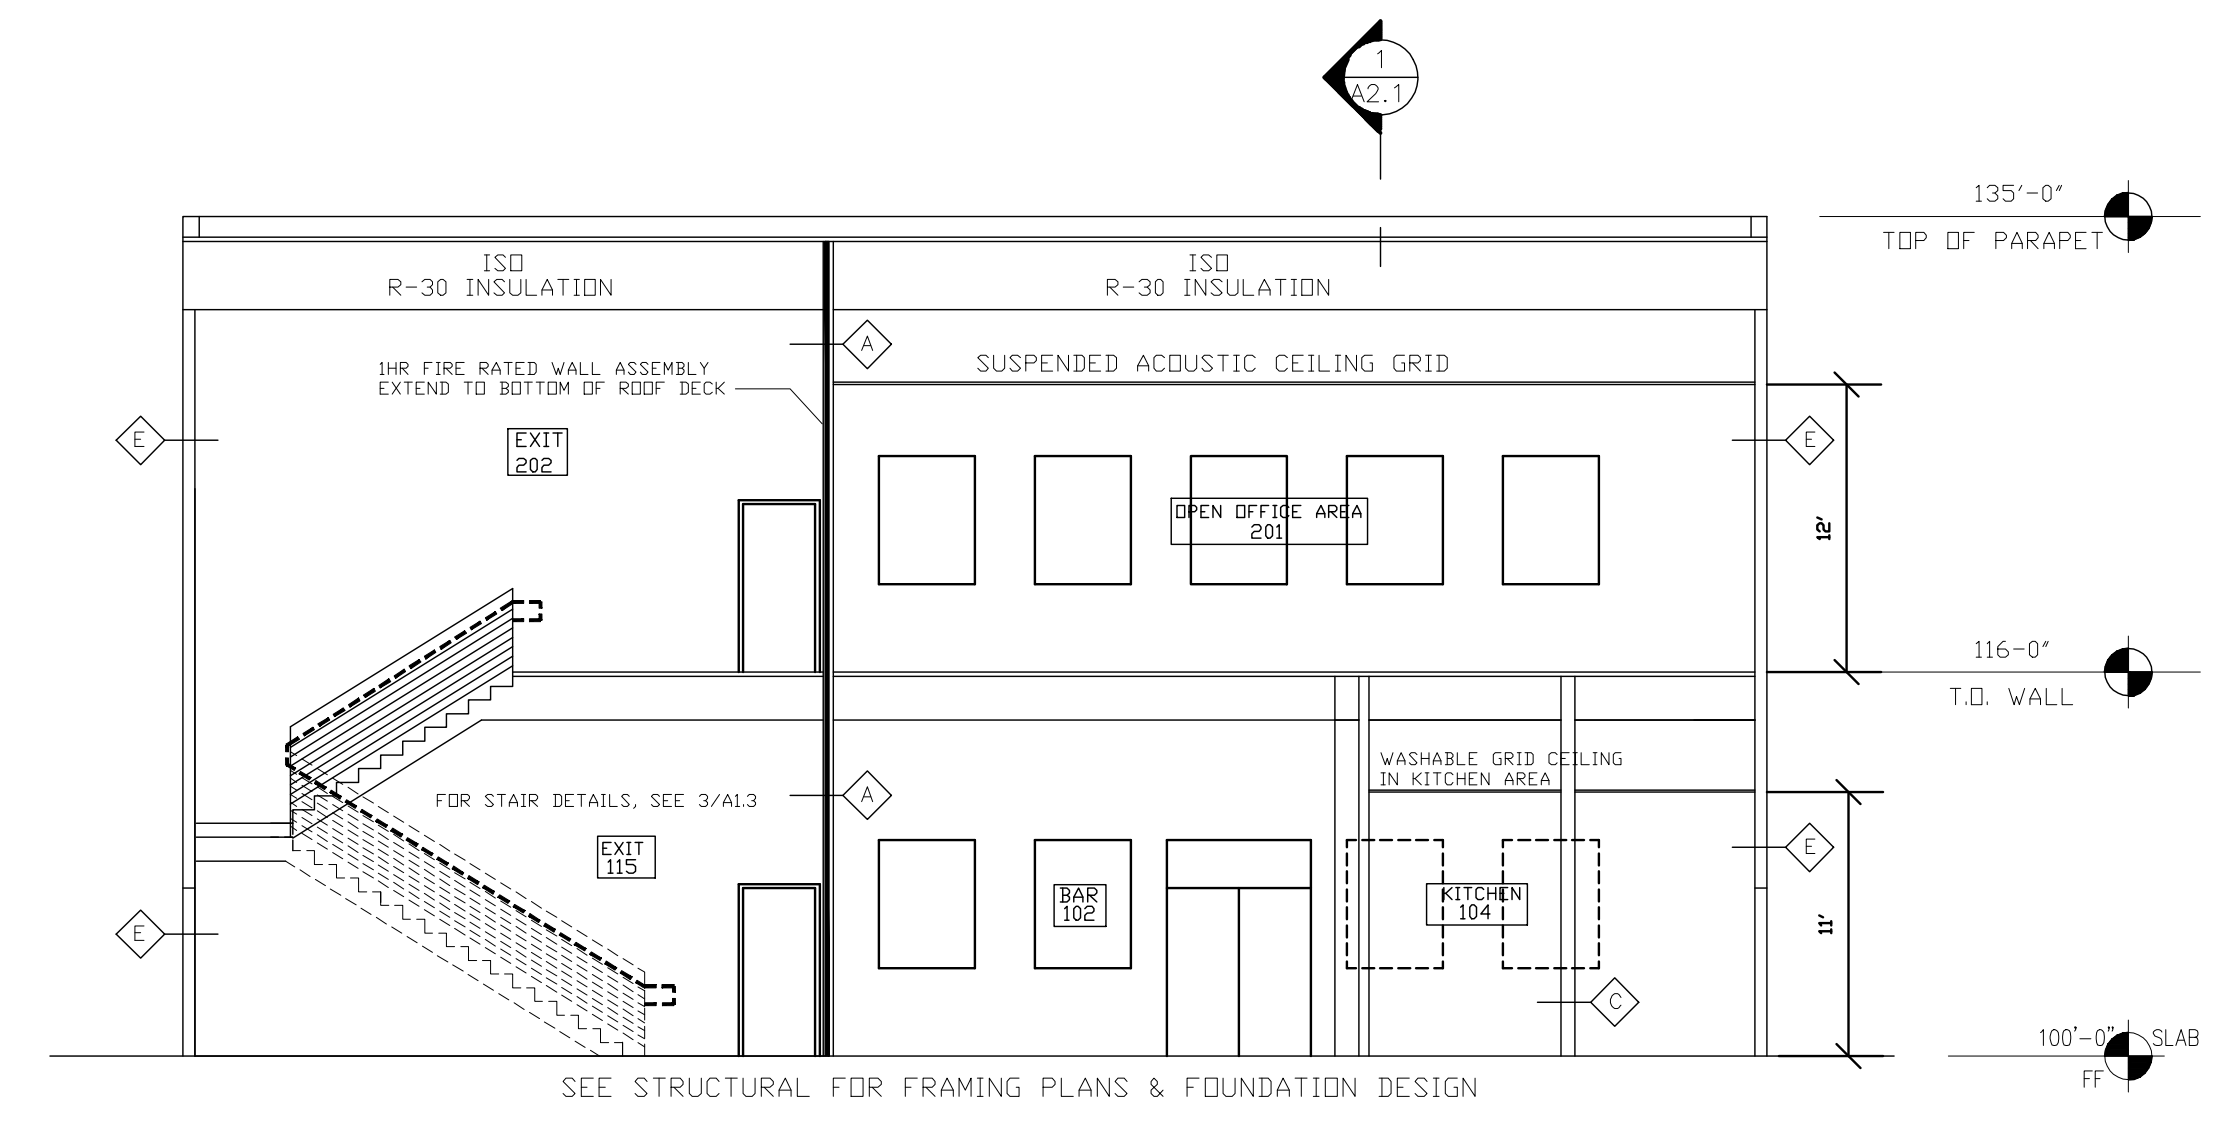 1
A2.1
135'-0"
TOP OF PARAPET
ISO
R-30 INSULATION
ISO
R-30 INSULATION
A
1HR FIRE RATED WALL ASSEMBLY
EXTEND TO BOTTOM OF ROOF DECK
SUSPENDED ACOUSTIC CEILING GRID
E
EXIT
202
E
OPEN OFFICE AREA
201
12'
116-0"
T.O. WALL
WASHABLE GRID CEILING
IN KITCHEN AREA
FOR STAIR DETAILS, SEE 3/A1.3
A
EXIT
115
E
BAR
102
KITCHEN
104
11'
E
C
100'-0" SLAB
FF
SEE STRUCTURAL FOR FRAMING PLANS & FOUNDATION DESIGN